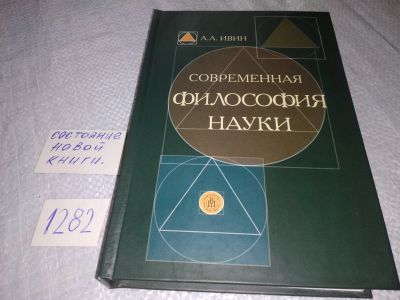 А.А. ИВИН
СОВРЕМЕННАЯ
ФИЛОСОФИЯ
НАУКИ
состояние
новой
книги.
1282